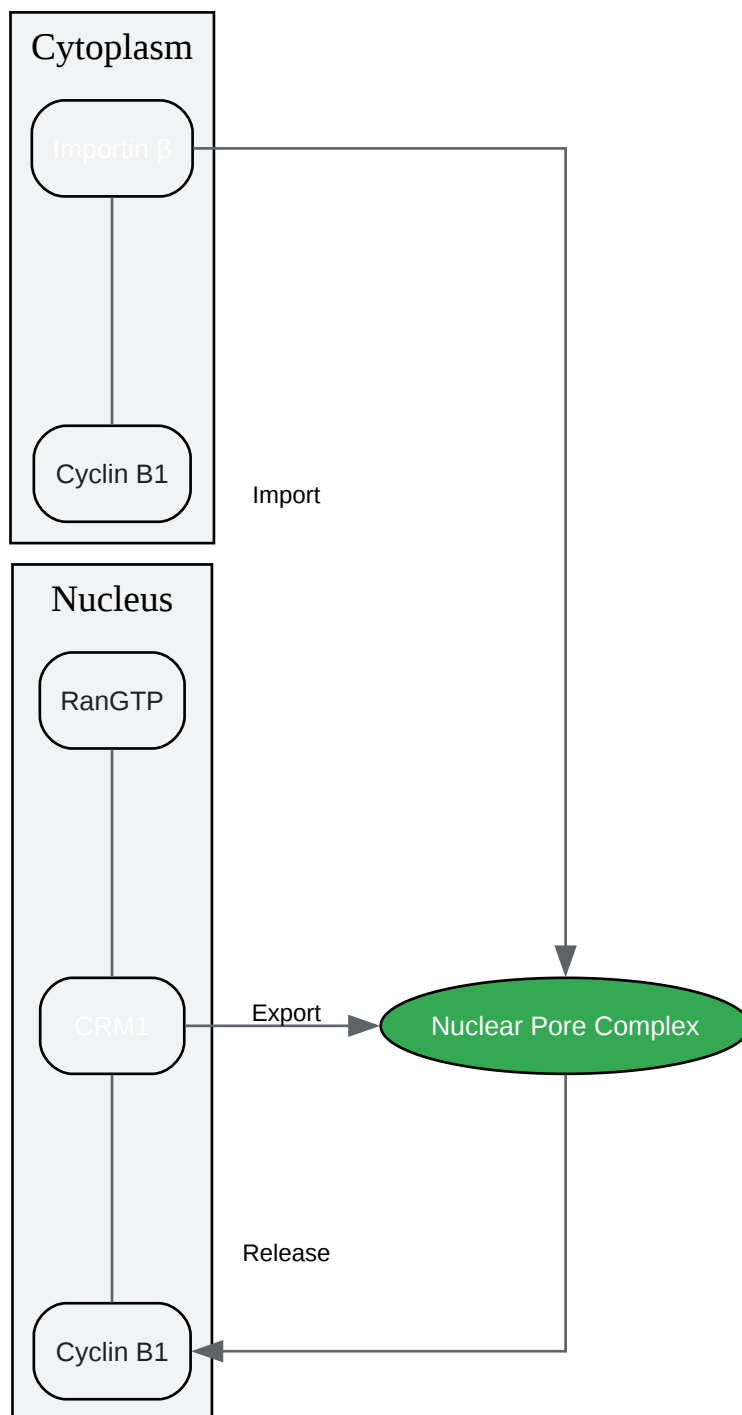 Cytoplasm
Importin β
Cyclin B1
Import
Nucleus
RanGTP
CRM1
Export
Nuclear Pore Complex
Release
Cyclin B1